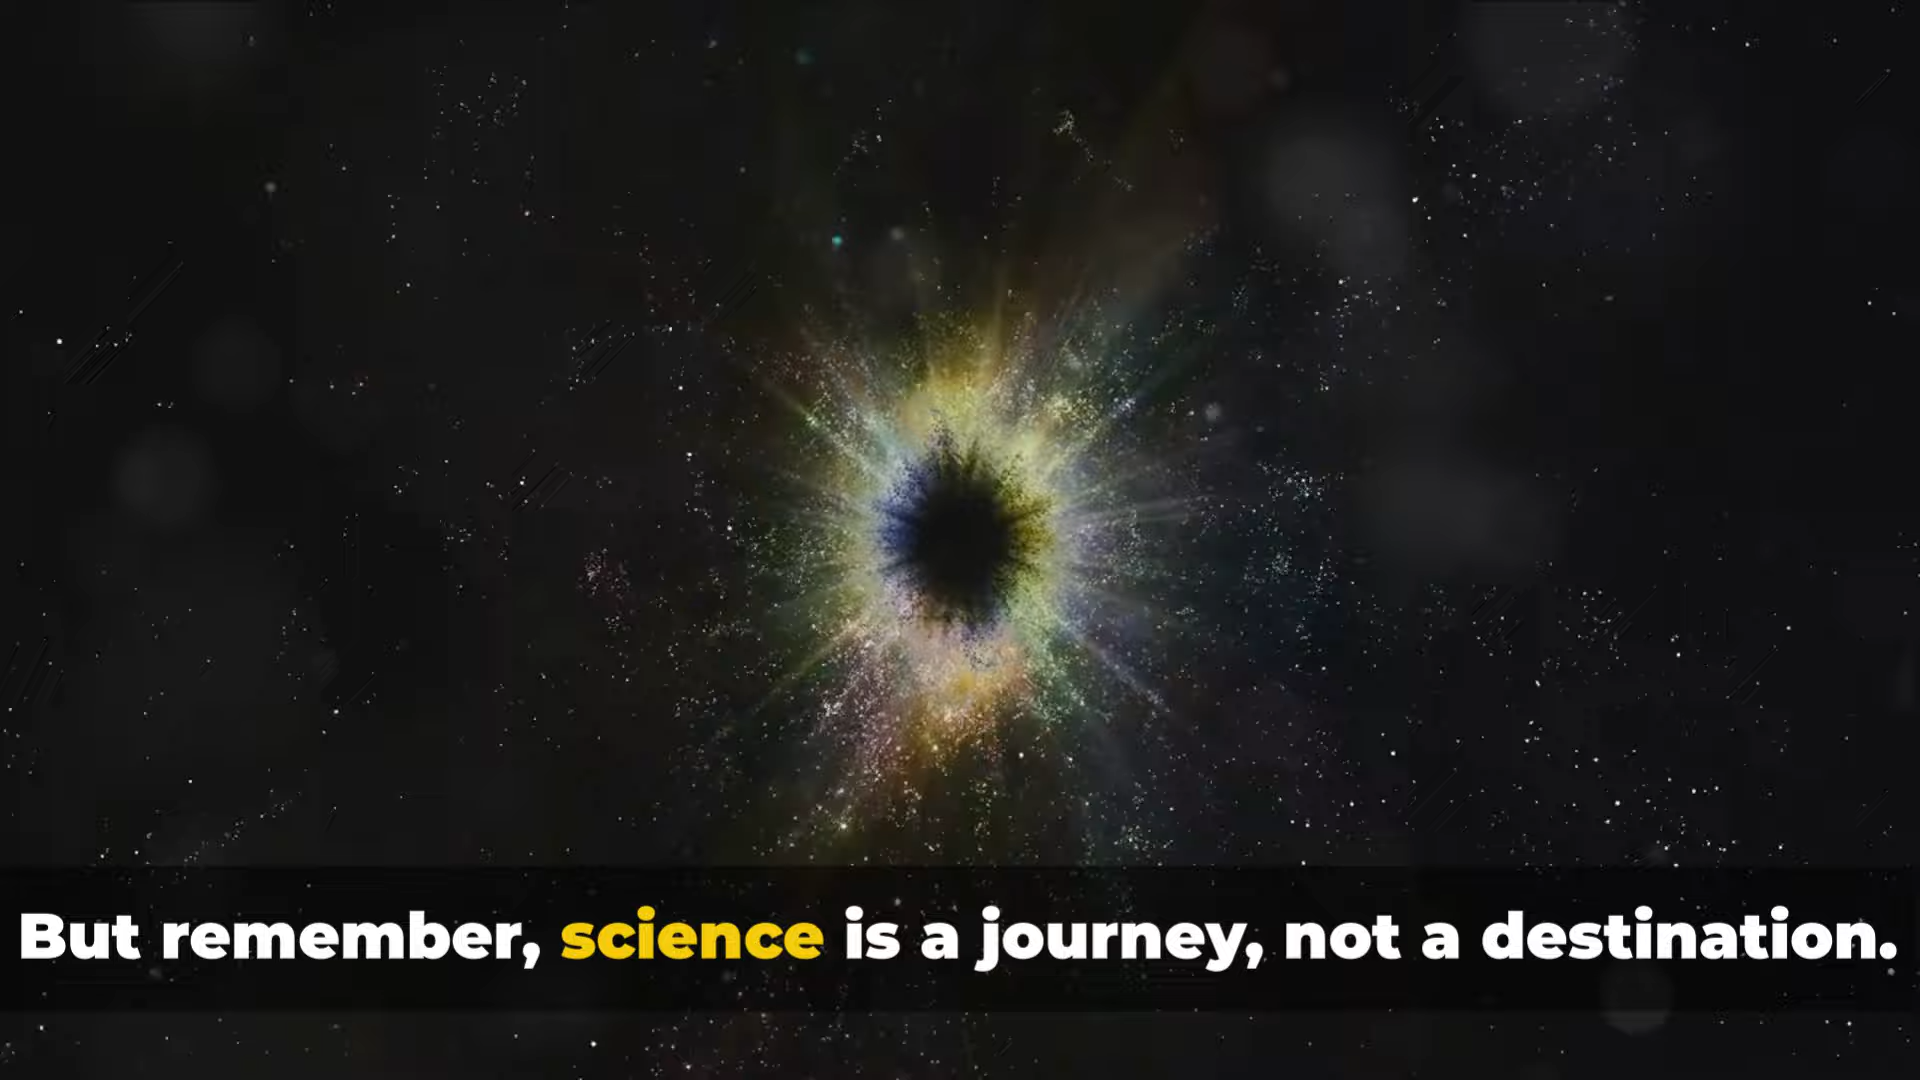 But remember, science is a journey, not a destination.